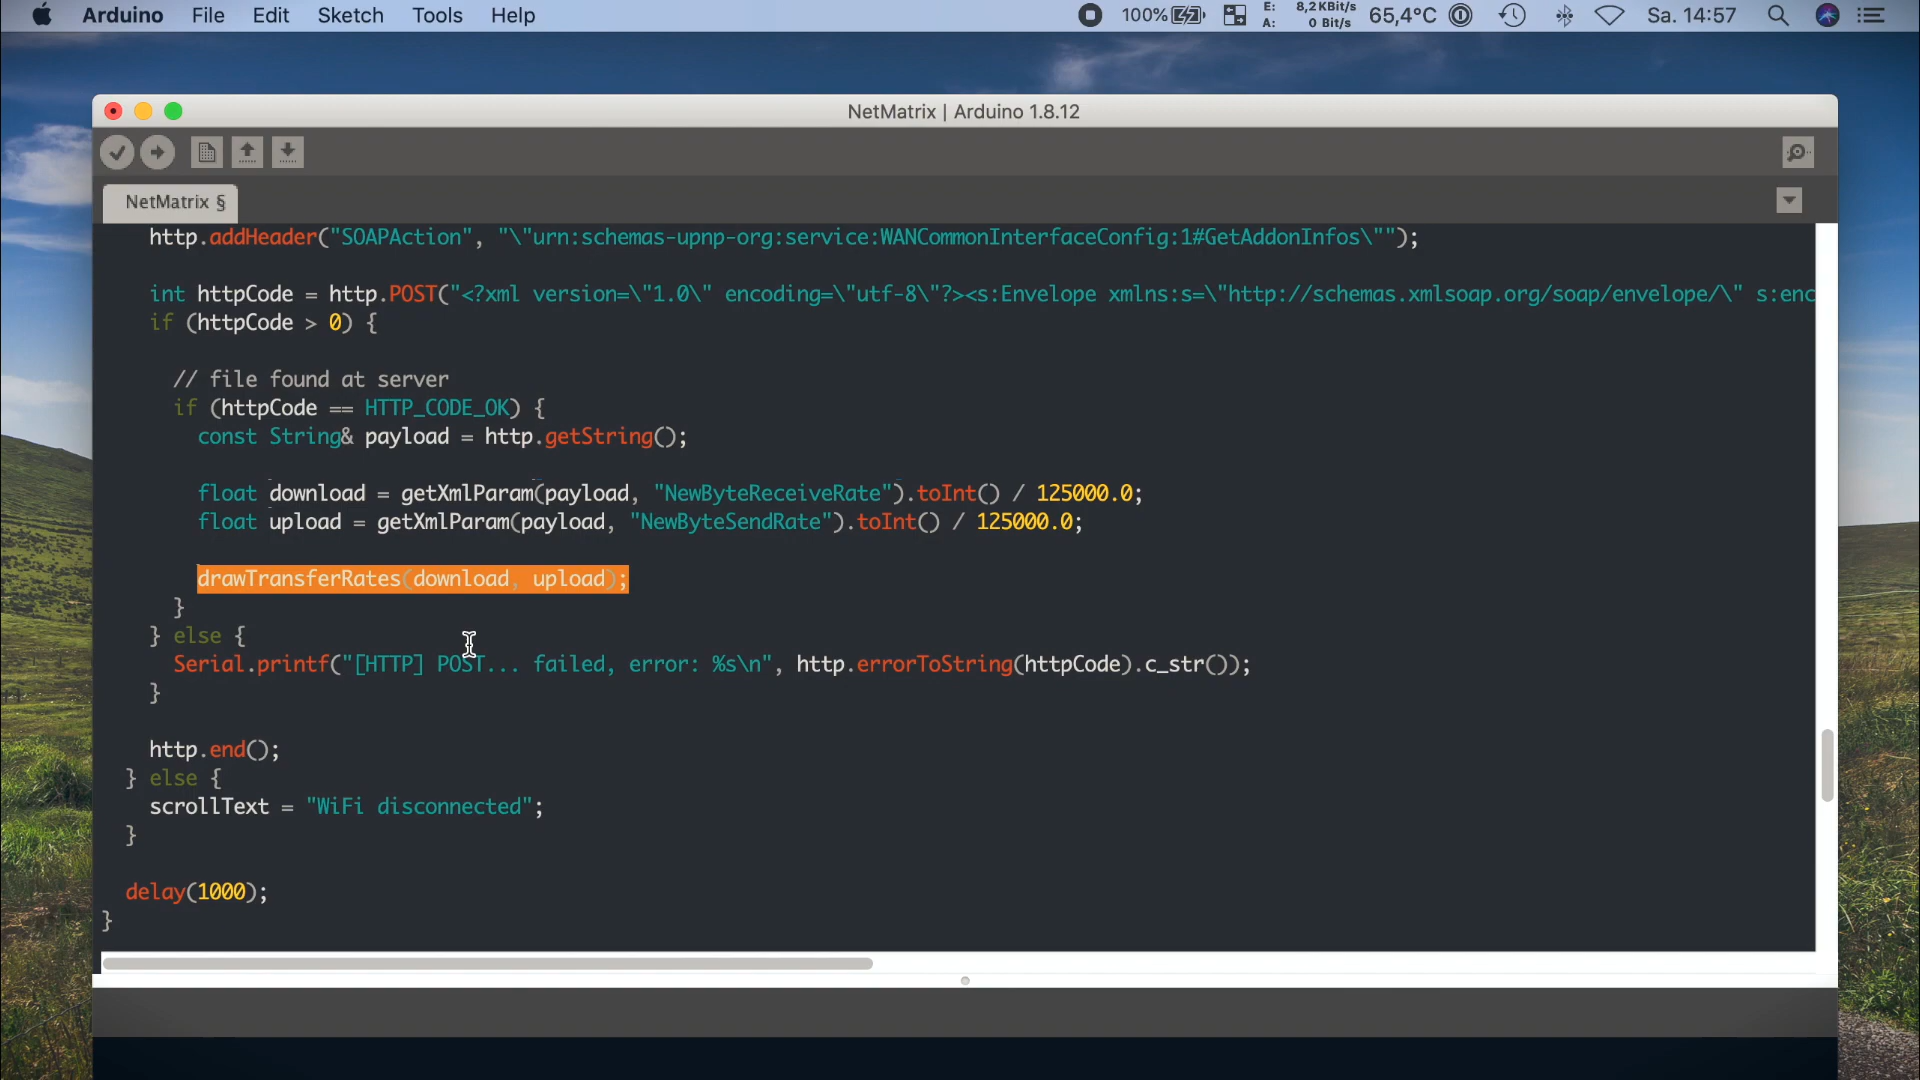 Arduino File Edit Sketch Tools Help 100% E: 8,2 KBit/s A: 0 Bit/s 65,4°C Sa. 14:57
NetMatrix | Arduino 1.8.12
NetMatrix §
http.addHeader("SOAPAction", "\"urn:schemas-upnp-org:service:WANCommonInterfaceConfig:1#GetAddonInfos\"");
int httpCode = http.POST("<?xml version=\"1.0\" encoding=\"utf-8\"?><s:Envelope xmlns:s=\"http://schemas.xmlsoap.org/soap/envelope/\" s:enc
if (httpCode > 0) {
// file found at server
if (httpCode == HTTP_CODE_OK) {
const String& payload = http.getString();
float download = getXmlParam(payload, "NewByteReceiveRate").toInt() / 125000.0;
float upload = getXmlParam(payload, "NewByteSendRate").toInt() / 125000.0;
drawTransferRates(download, upload);
}
} else {
Serial.printf("[HTTP] POST... failed, error: %s\n", http.errorToString(httpCode).c_str());
}
http.end();
} else {
scrollText = "WiFi disconnected";
}
delay(1000);
}